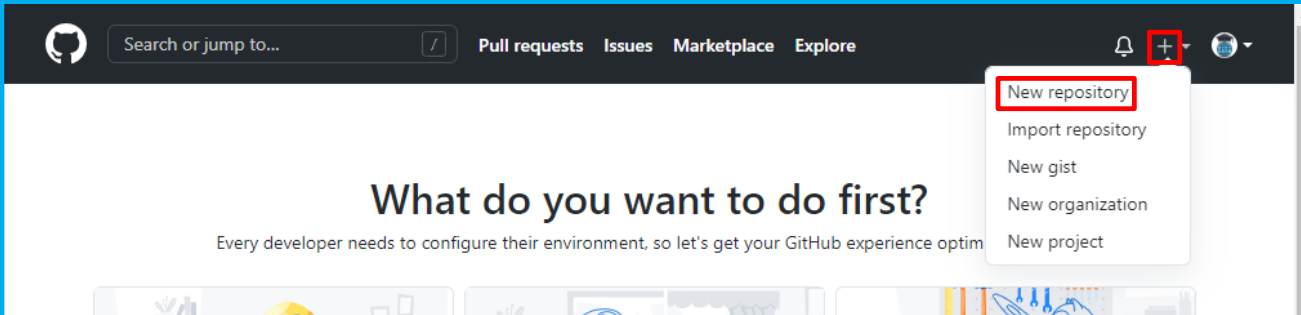 Search or jump to... / Pull requests Issues Marketplace Explore
New repository
Import repository
New gist
New organization
New project
What do you want to do first?
Every developer needs to configure their environment, so let's get your GitHub experience optim